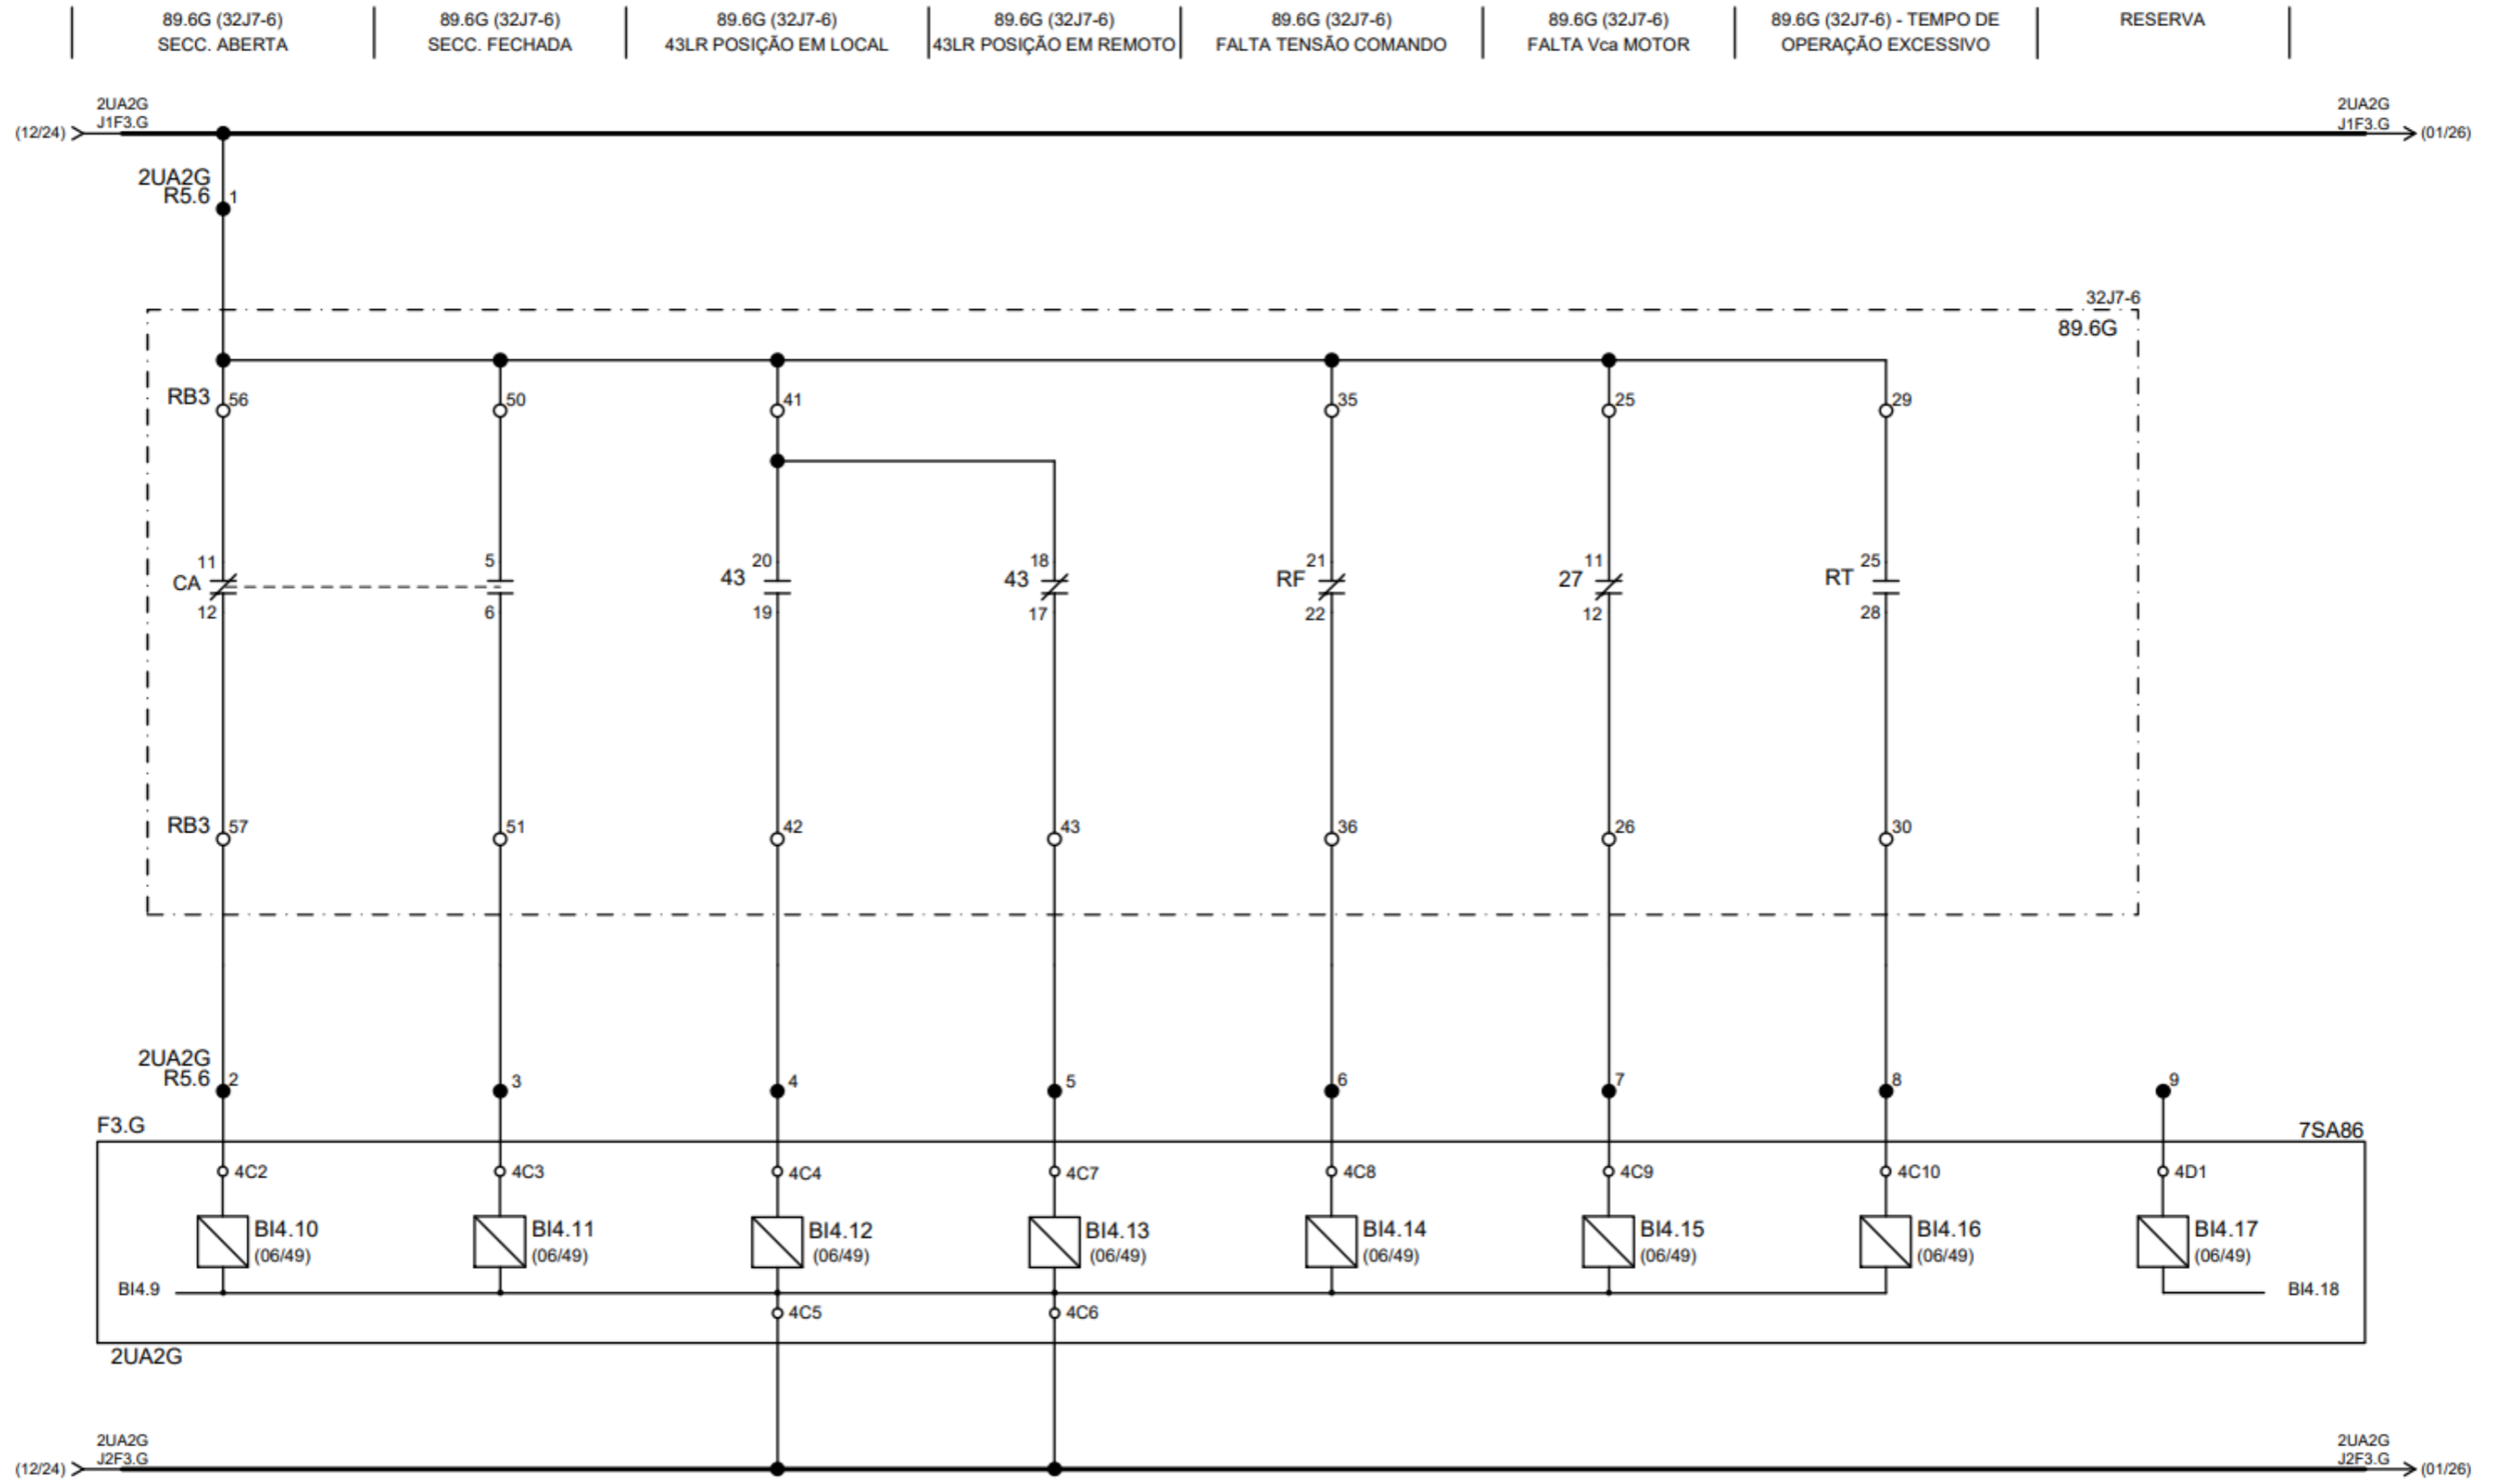 89.6G (32J7-6)
SECC. ABERTA
89.6G (32J7-6)
SECC. FECHADA
89.6G (32J7-6)
43LR POSIÇÃO EM LOCAL
89.6G (32J7-6)
43LR POSIÇÃO EM REMOTO
89.6G (32J7-6)
FALTA TENSÃO COMANDO
89.6G (32J7-6)
FALTA Vca MOTOR
89.6G (32J7-6) - TEMPO DE
OPERAÇÃO EXCESSIVO
RESERVA
2UA2G
J1F3.G
(12/24)
2UA2G
J1F3.G
(01/26)
2UA2G
R5.6
1
32J7-6
89.6G
RB3
56
50
41
35
25
29
11
CA
12
5
6
20
43
19
18
43
17
21
RF
22
11
27
12
25
RT
28
RB3
57
51
42
43
36
26
30
2UA2G
R5.6
2
3
4
5
6
7
8
9
F3.G
7SA86
4C2
4C3
4C4
4C7
4C8
4C9
4C10
4D1
BI4.10
(06/49)
BI4.11
(06/49)
BI4.12
(06/49)
BI4.13
(06/49)
BI4.14
(06/49)
BI4.15
(06/49)
BI4.16
(06/49)
BI4.17
(06/49)
BI4.9
BI4.18
4C5
4C6
2UA2G
2UA2G
J2F3.G
(12/24)
2UA2G
J2F3.G
(01/26)